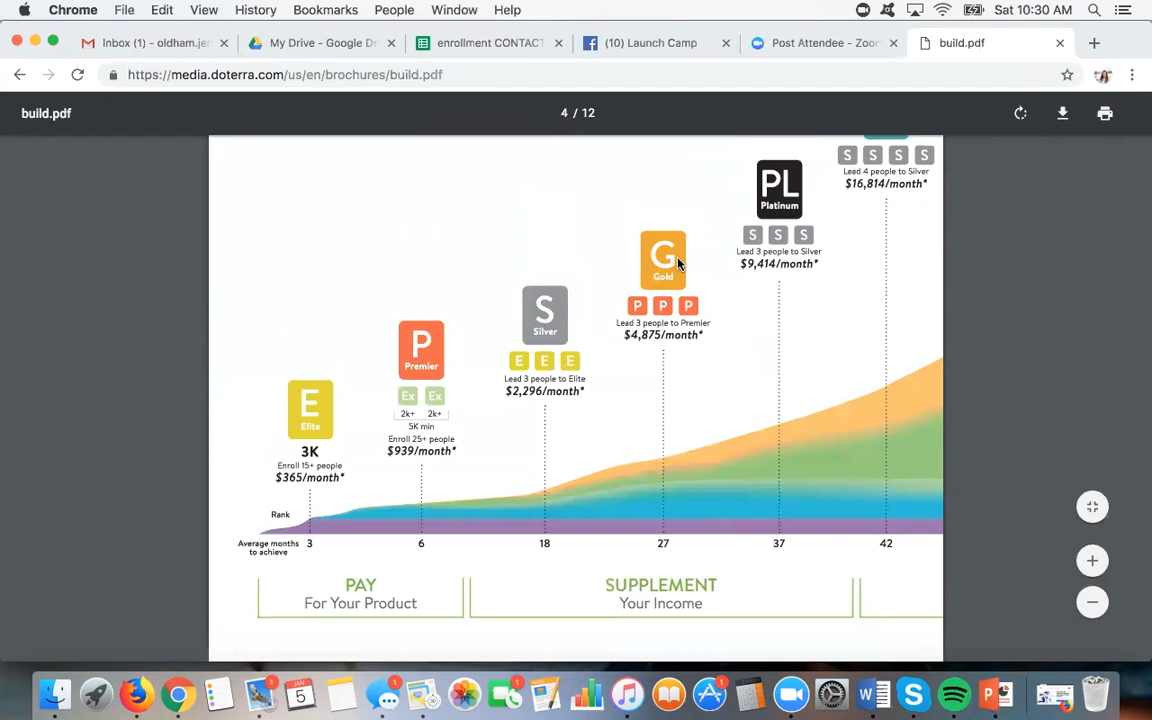 Chrome File Edit View History Bookmarks People Window Help Sat 10:30 AM
Inbox (1) - oldham.jen
My Drive - Google Dr
enrollment CONTACT
(10) Launch Camp
Post Attendee - Zoom
build.pdf
https://media.doterra.com/us/en/brochures/build.pdf
build.pdf
4 / 12
S S S S
Lead 4 people to Silver
$16,814/month*
PL
Platinum
S S S
Lead 3 people to Silver
$9,414/month*
G
Gold
P P P
Lead 3 people to Premier
$4,875/month*
S
Silver
E E E
Lead 3 people to Elite
$2,296/month*
P
Premier
Ex Ex
2k+ 2k+
5K min
Enroll 25+ people
$939/month*
E
Elite
3K
Enroll 15+ people
$365/month*
Rank
Average months
to achieve
3 6 18 27 37 42
PAY
For Your Product
SUPPLEMENT
Your Income